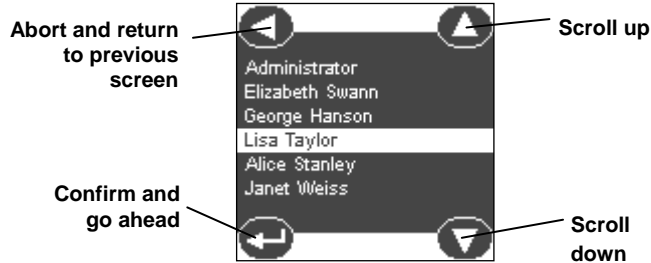 Abort and return
to previous
screen
Scroll up
Administrator
Elizabeth Swann
George Hanson
Lisa Taylor
Alice Stanley
Janet Weiss
Confirm and
go ahead
Scroll
down